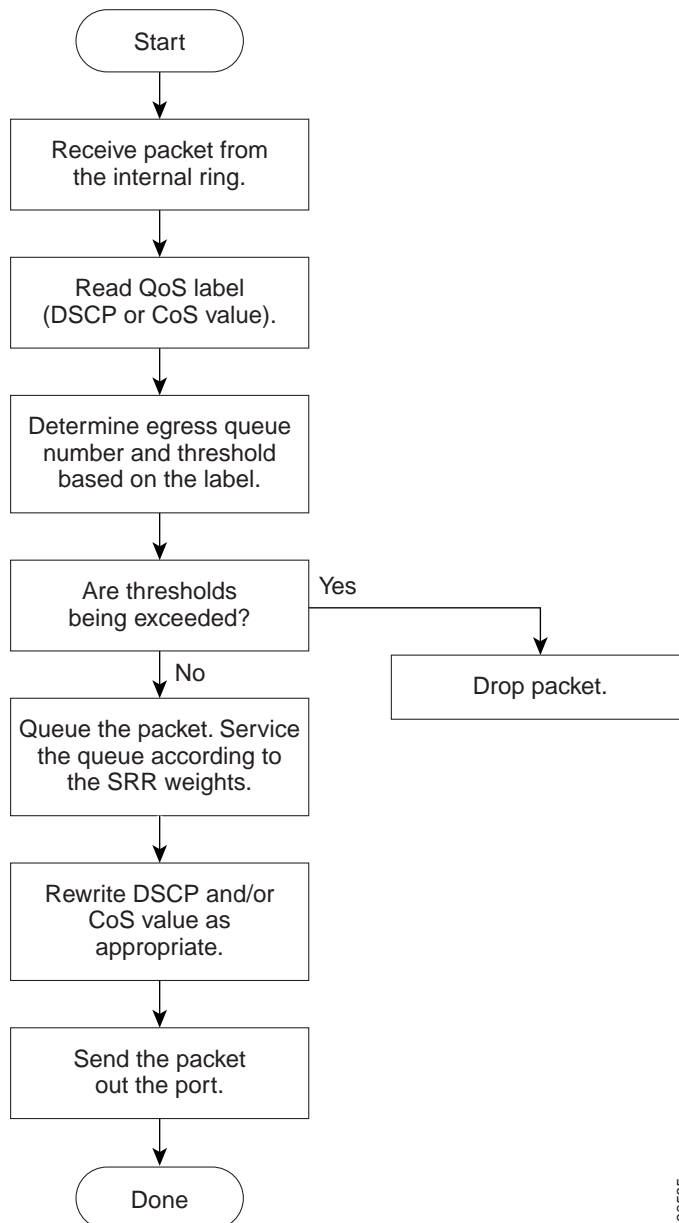 Start
Receive packet from
the internal ring.
Read QoS label
(DSCP or CoS value).
Determine egress queue
number and threshold
based on the label.
Are thresholds
being exceeded?
Yes
No
Drop packet.
Queue the packet. Service
the queue according to
the SRR weights.
Rewrite DSCP and/or
CoS value as
appropriate.
Send the packet
out the port.
Done